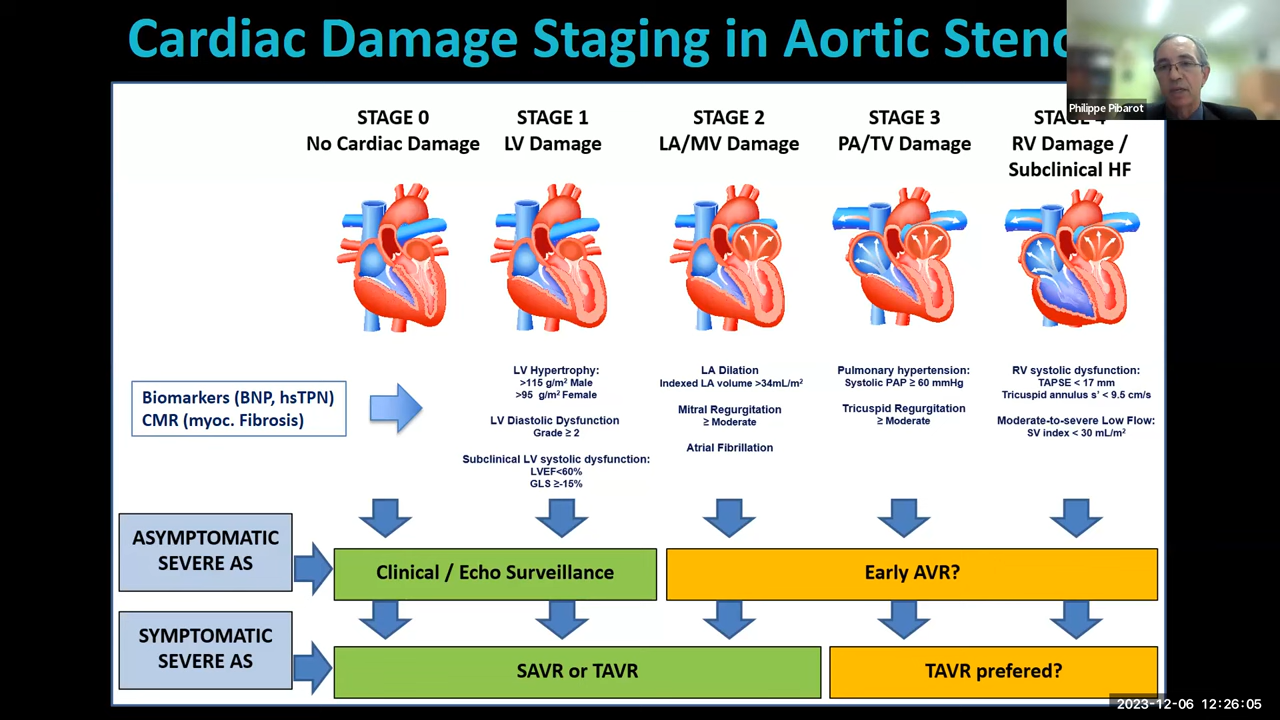 Cardiac Damage Staging in Aortic
Philippe Pibarot
STAGE 0
No Cardiac Damage
STAGE 1
LV Damage
STAGE 2
LA/MV Damage
STAGE 3
PA/TV Damage
STAGE 4
RV Damage /
Subclinical HF
Biomarkers (BNP, hsTPN)
CMR (myoc. Fibrosis)
LV Hypertrophy:
>115 g/m² Male
>95 g/m² Female
LV Diastolic Dysfunction
Grade ≥ 2
Subclinical LV systolic dysfunction:
LVEF<60%
GLS ≥-15%
LA Dilation
Indexed LA volume >34mL/m²
Mitral Regurgitation
≥ Moderate
Atrial Fibrillation
Pulmonary hypertension:
Systolic PAP ≥ 60 mmHg
Tricuspid Regurgitation
≥ Moderate
RV systolic dysfunction:
TAPSE < 17 mm
Tricuspid annulus s’ < 9.5 cm/s
Moderate-to-severe Low Flow:
SV index < 30 mL/m²
ASYMPTOMATIC
SEVERE AS
Clinical / Echo Surveillance
Early AVR?
SYMPTOMATIC
SEVERE AS
SAVR or TAVR
TAVR prefered?
2023-12-06 12:26:05